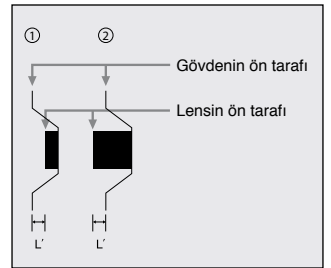 ① ②
Gövdenin ön tarafı
Lensin ön tarafı
L′ L′